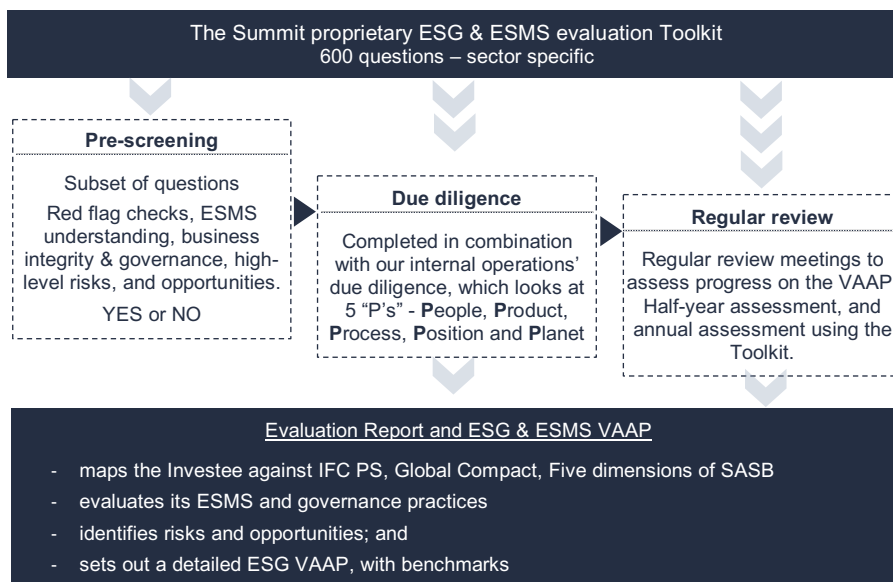 The Summit proprietary ESG & ESMS evaluation Toolkit
600 questions – sector specific
Pre-screening
Subset of questions
Red flag checks, ESMS
understanding, business
integrity & governance, high-
level risks, and opportunities.
YES or NO
Due diligence
Completed in combination
with our internal operations’
due diligence, which looks at
5 “P’s” - People, Product,
Process, Position and Planet
Regular review
Regular review meetings to
assess progress on the VAAP
Half-year assessment, and
annual assessment using the
Toolkit.
Evaluation Report and ESG & ESMS VAAP
- maps the Investee against IFC PS, Global Compact, Five dimensions of SASB
- evaluates its ESMS and governance practices
- identifies risks and opportunities; and
- sets out a detailed ESG VAAP, with benchmarks